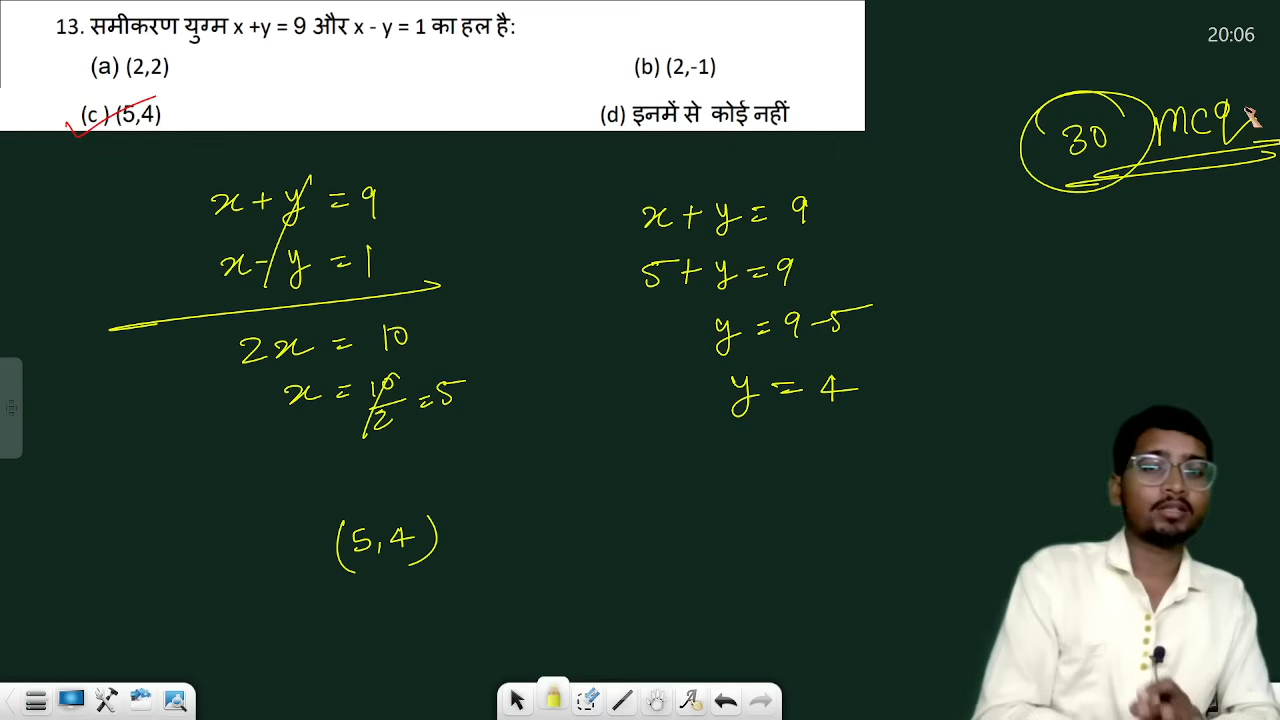 13. समीकरण युग्म x +y = 9 और x - y = 1 का हल है:
(a) (2,2) (b) (2,-1)
(c ) (5,4) (d) इनमें से कोई नहीं
20:06
30 mcq
x + y = 9
x - y = 1
2x = 10
x = 10/2 = 5
x + y = 9
5 + y = 9
y = 9 - 5
y = 4
(5,4)